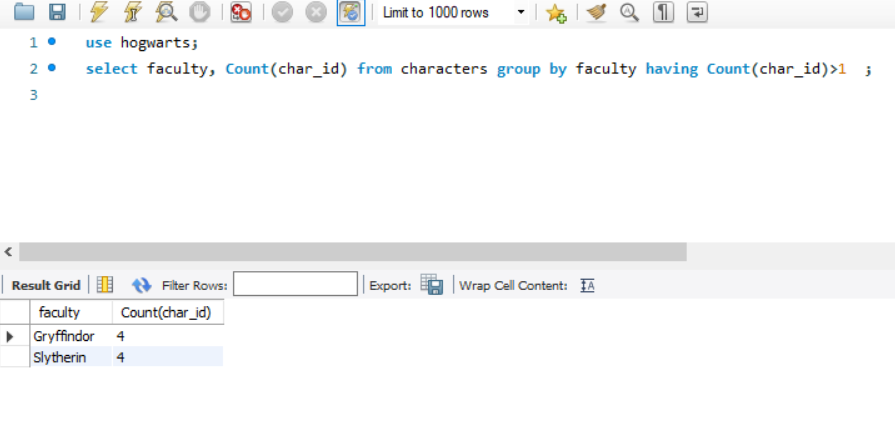 Limit to 1000 rows
1 use hogwarts;
2 select faculty, Count(char_id) from characters group by faculty having Count(char_id)>1 ;
3
Result Grid Filter Rows: Export: Wrap Cell Content: IA
faculty Count(char_id)
Gryffindor 4
Slytherin 4